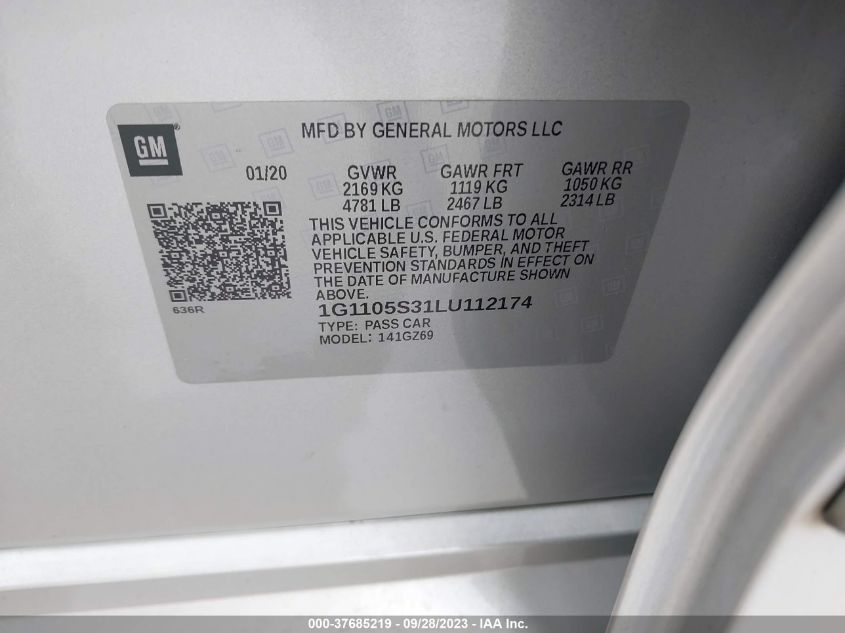 GM
MFD BY GENERAL MOTORS LLC
01/20 GVWR GAWR FRT GAWR RR
2169 KG 1119 KG 1050 KG
4781 LB 2467 LB 2314 LB
THIS VEHICLE CONFORMS TO ALL
APPLICABLE U.S. FEDERAL MOTOR
VEHICLE SAFETY, BUMPER, AND THEFT
PREVENTION STANDARDS IN EFFECT ON
THE DATE OF MANUFACTURE SHOWN
ABOVE.
636R
1G1105S31LU112174
TYPE: PASS CAR
MODEL: 141GZ69
000-37685219 - 09/28/2023 - IAA Inc.